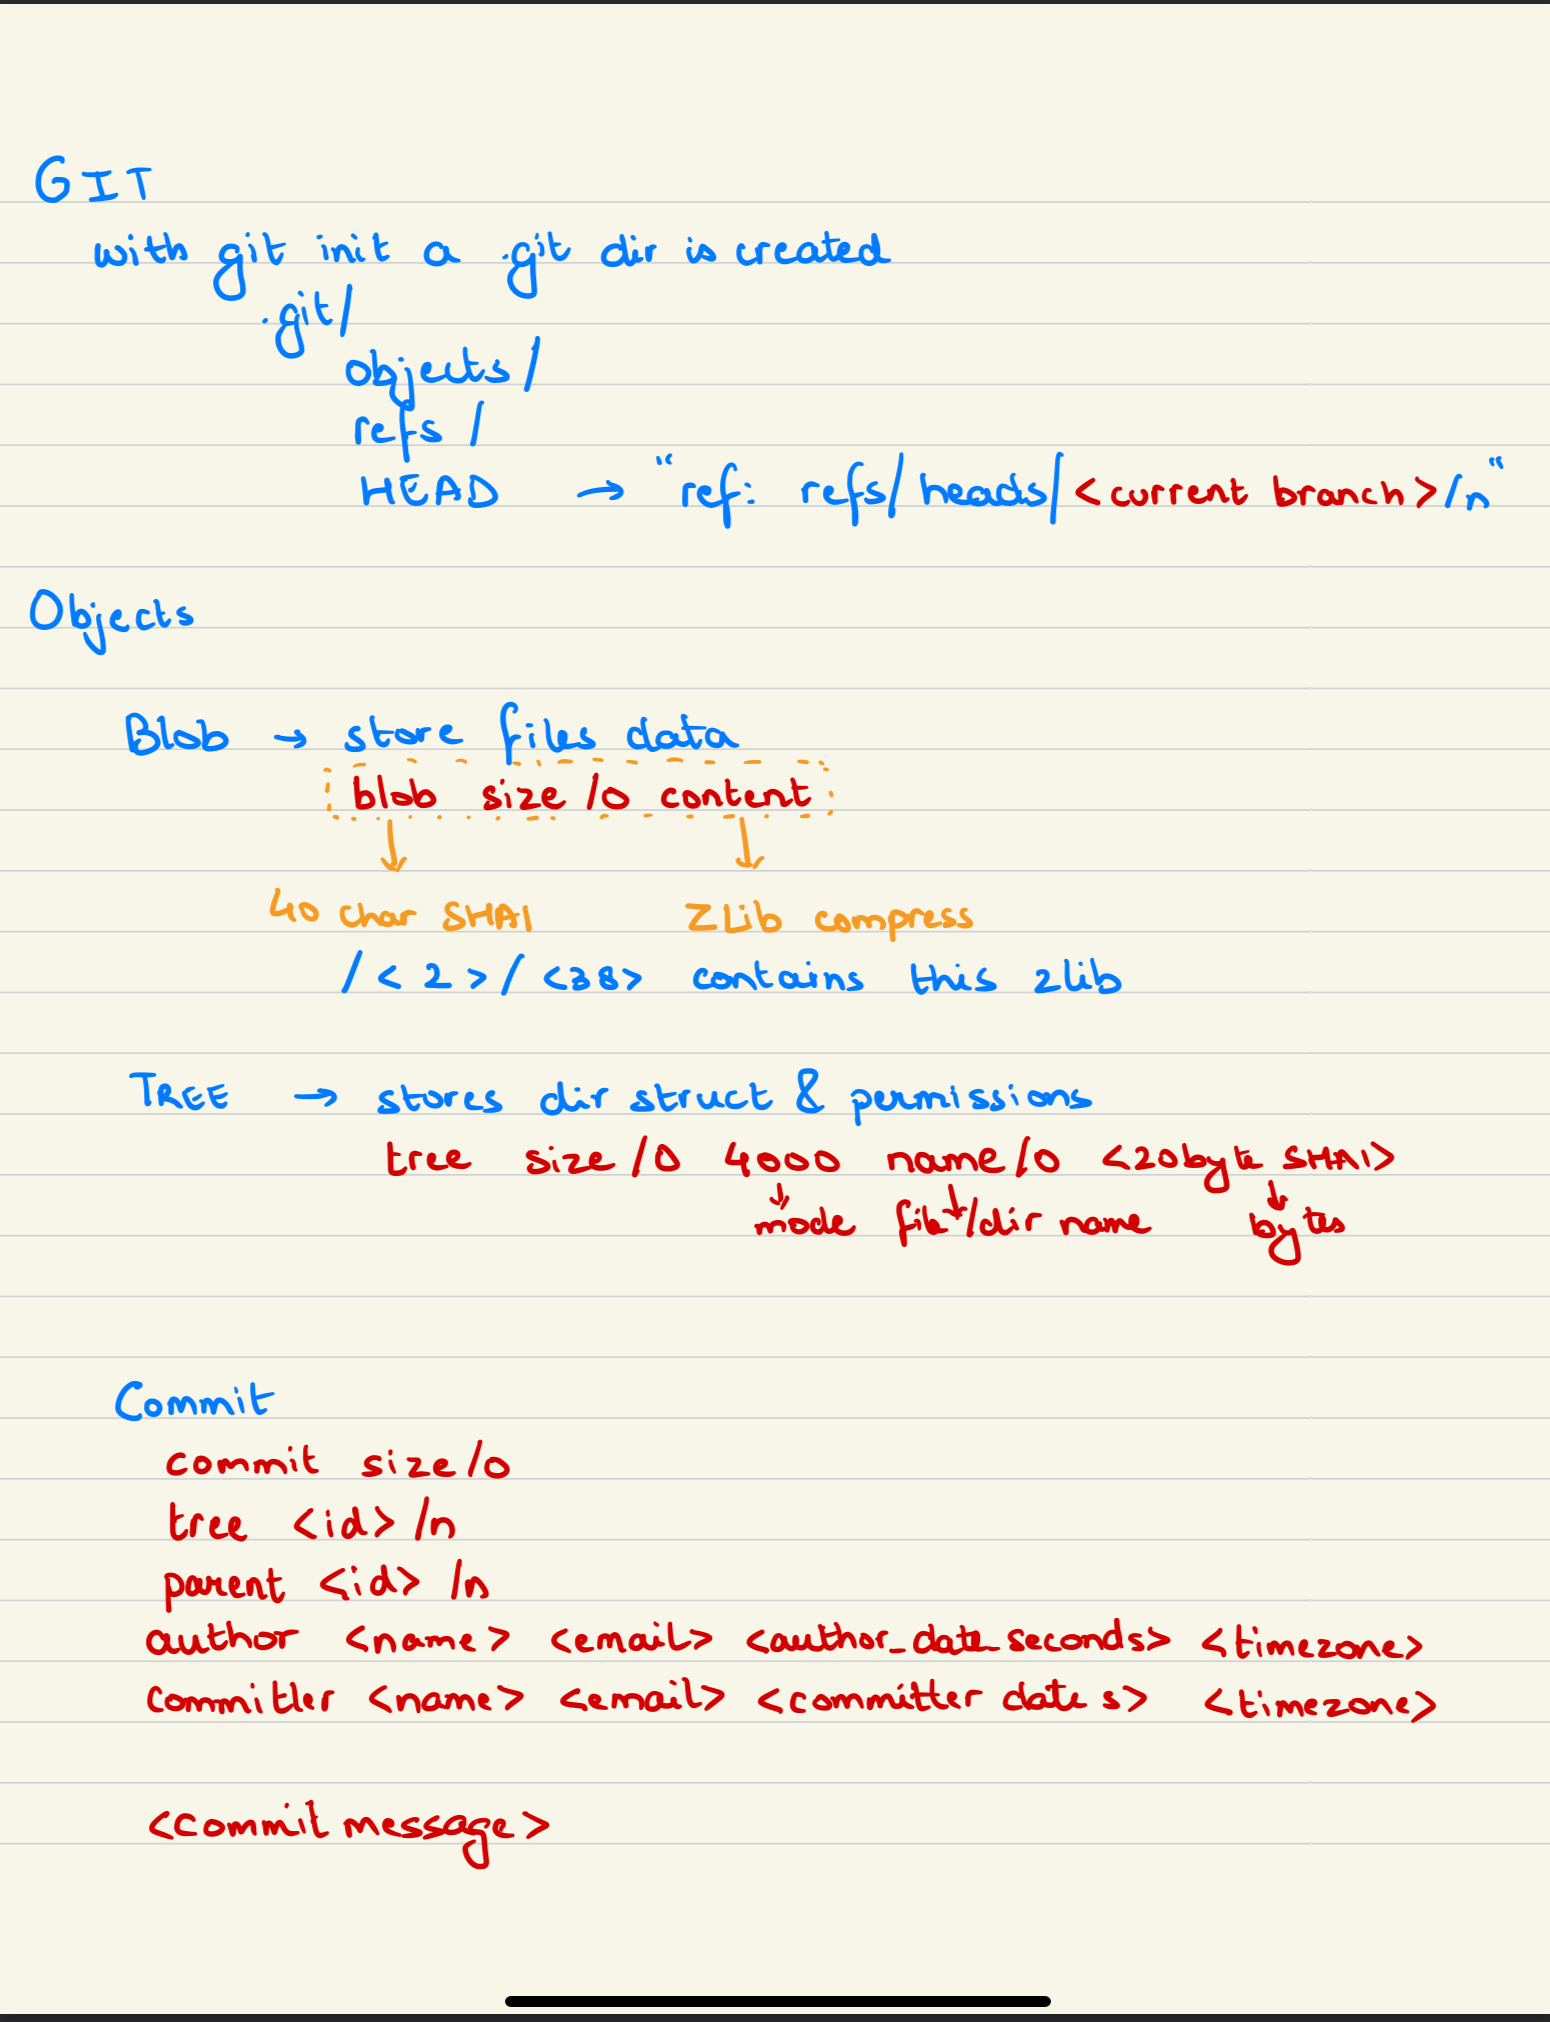 GIT
with git init a .git dir is created
.git/
objects/
refs /
HEAD → "ref: refs/heads/<current branch>/n"
Objects
Blob → store files data
blob size /0 content
40 char SHA1 ZLib compress
/<2>/<38> contains this zlib
TREE → stores dir struct & permissions
tree size /0 4000 name/0 <20byte SHA1>
mode file/dir name bytes
Commit
commit size/0
tree <id> /n
parent <id> /n
author <name> <email> <author_date_seconds> <timezone>
committer <name> <email> <committer date s> <timezone>
<commit message>